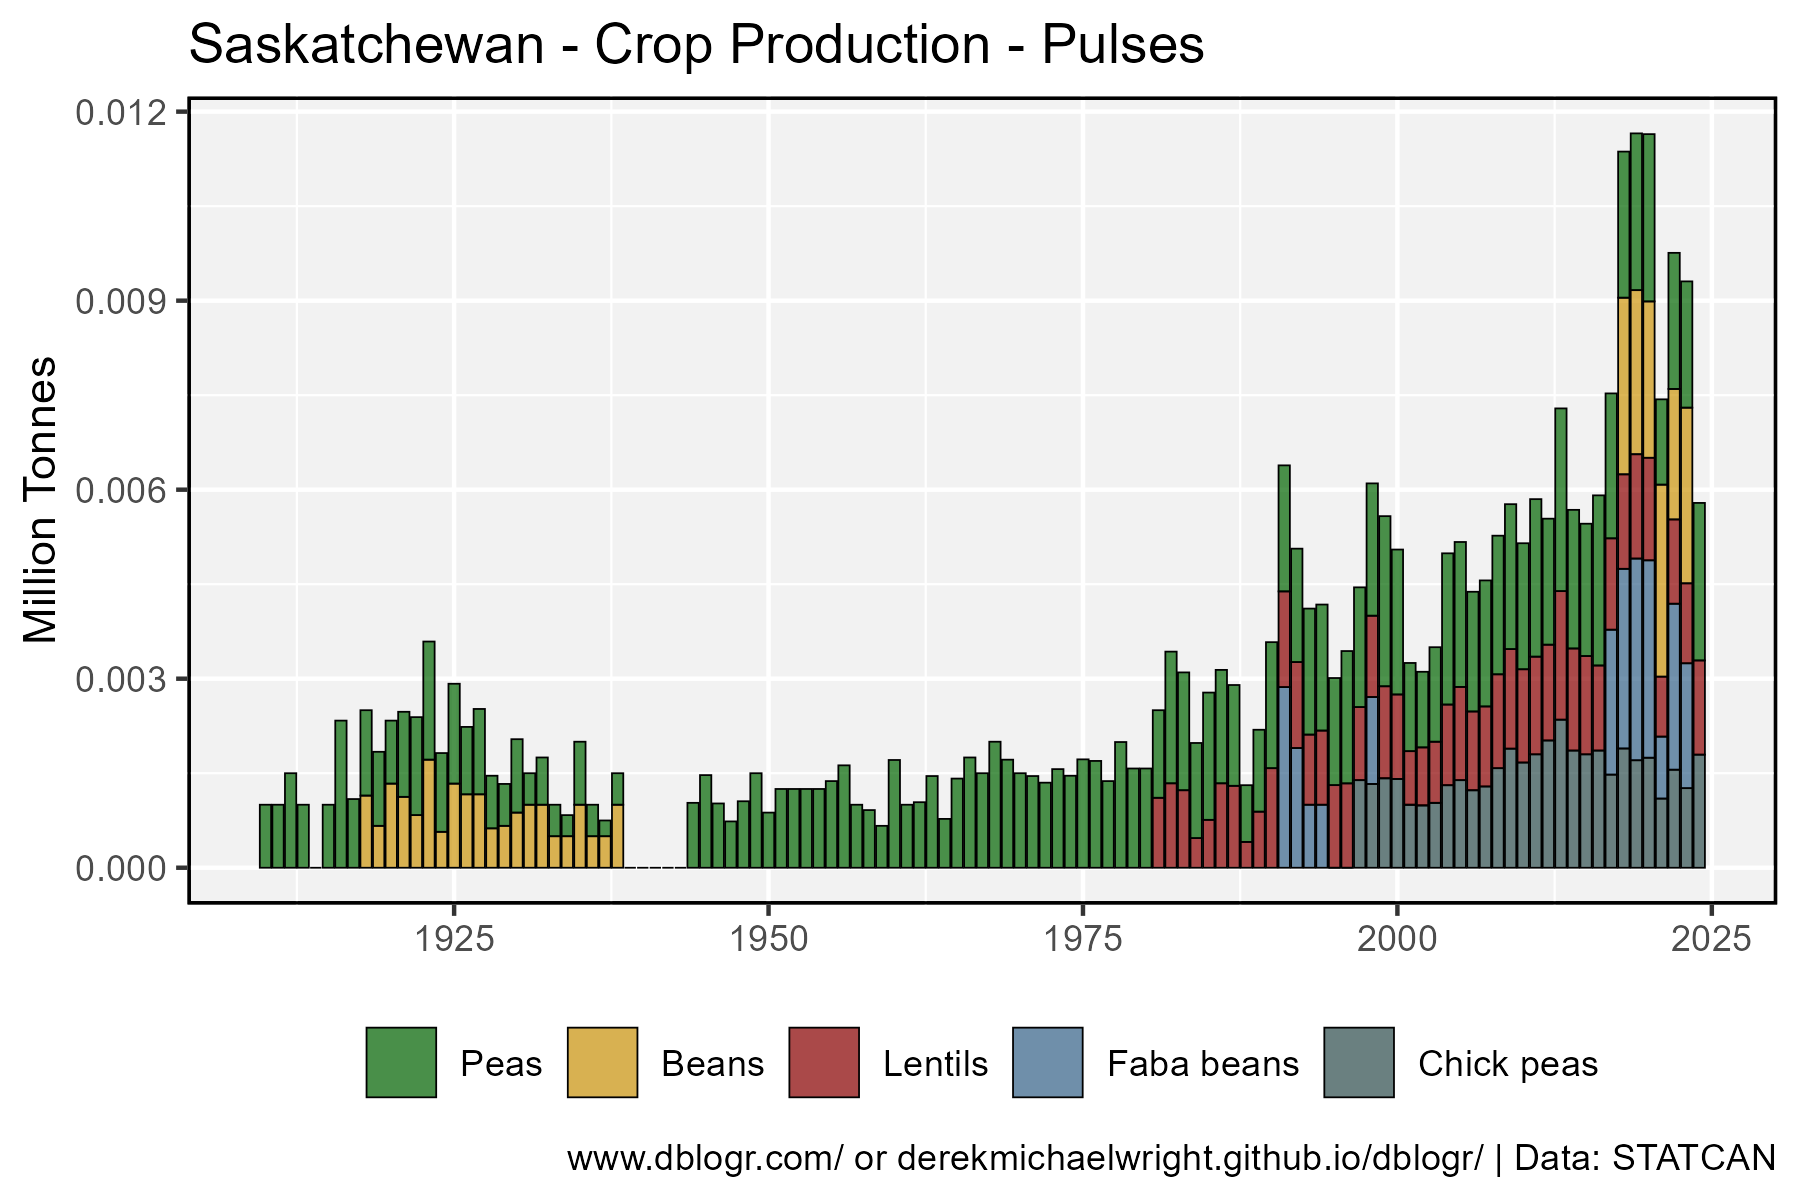 Saskatchewan - Crop Production - Pulses
Million Tonnes
0.012
0.009
0.006
0.003
0.000
1925 1950 1975 2000 2025
Peas Beans Lentils Faba beans Chick peas
www.dblogr.com/ or derekmichaelwright.github.io/dblogr/ | Data: STATCAN